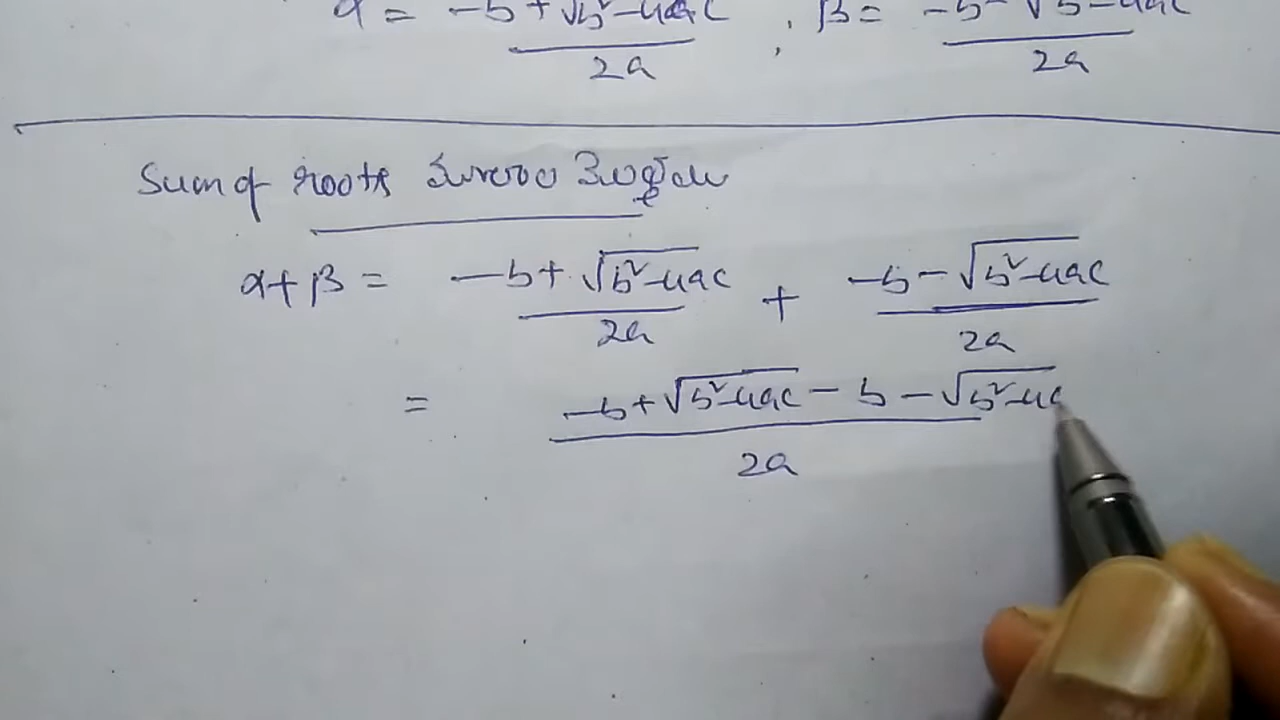 α = -b + √b²-4ac / 2a , β = -b - √b²-4ac / 2a
Sum of roots మూలాల మొత్తం
α+β = -b + √b²-4ac / 2a + -b - √b²-4ac / 2a
= -b + √b²-4ac - b - √b²-4a / 2a